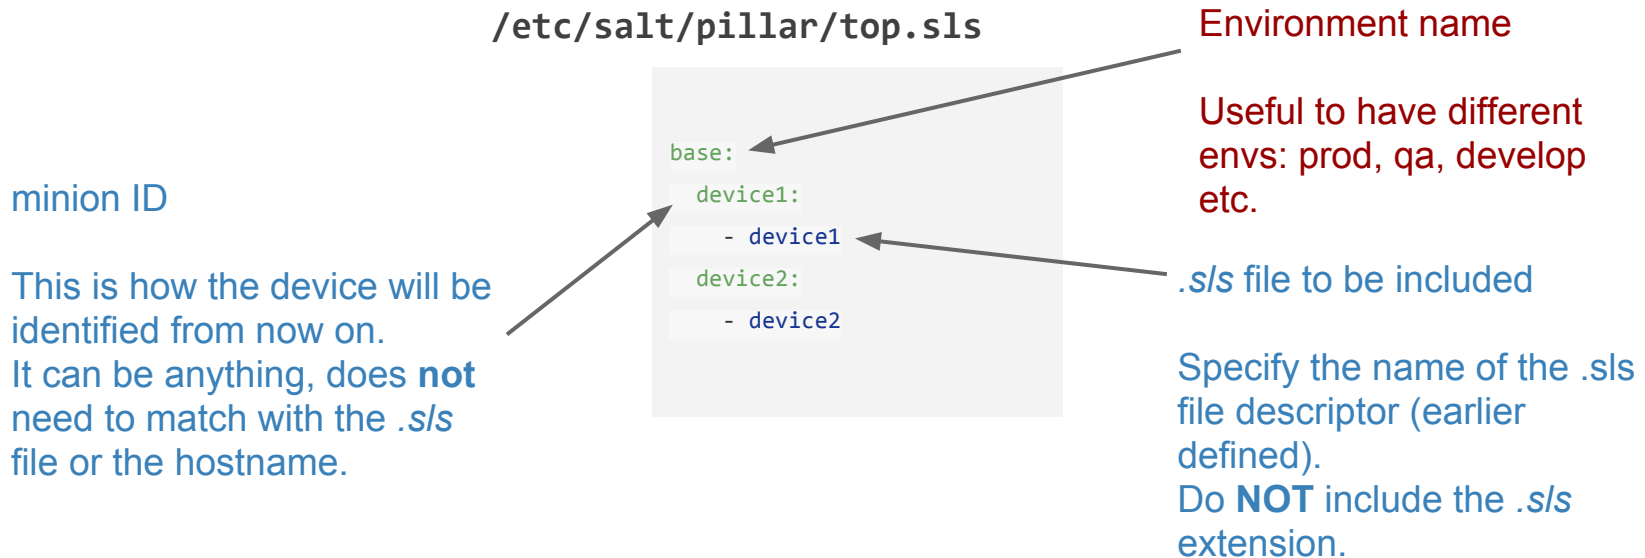 /etc/salt/pillar/top.sls
Environment name
Useful to have different
envs: prod, qa, develop
etc.
base:
device1:
- device1
device2:
- device2
minion ID
This is how the device will be
identified from now on.
It can be anything, does not
need to match with the .sls
file or the hostname.
.sls file to be included
Specify the name of the .sls
file descriptor (earlier
defined).
Do NOT include the .sls
extension.